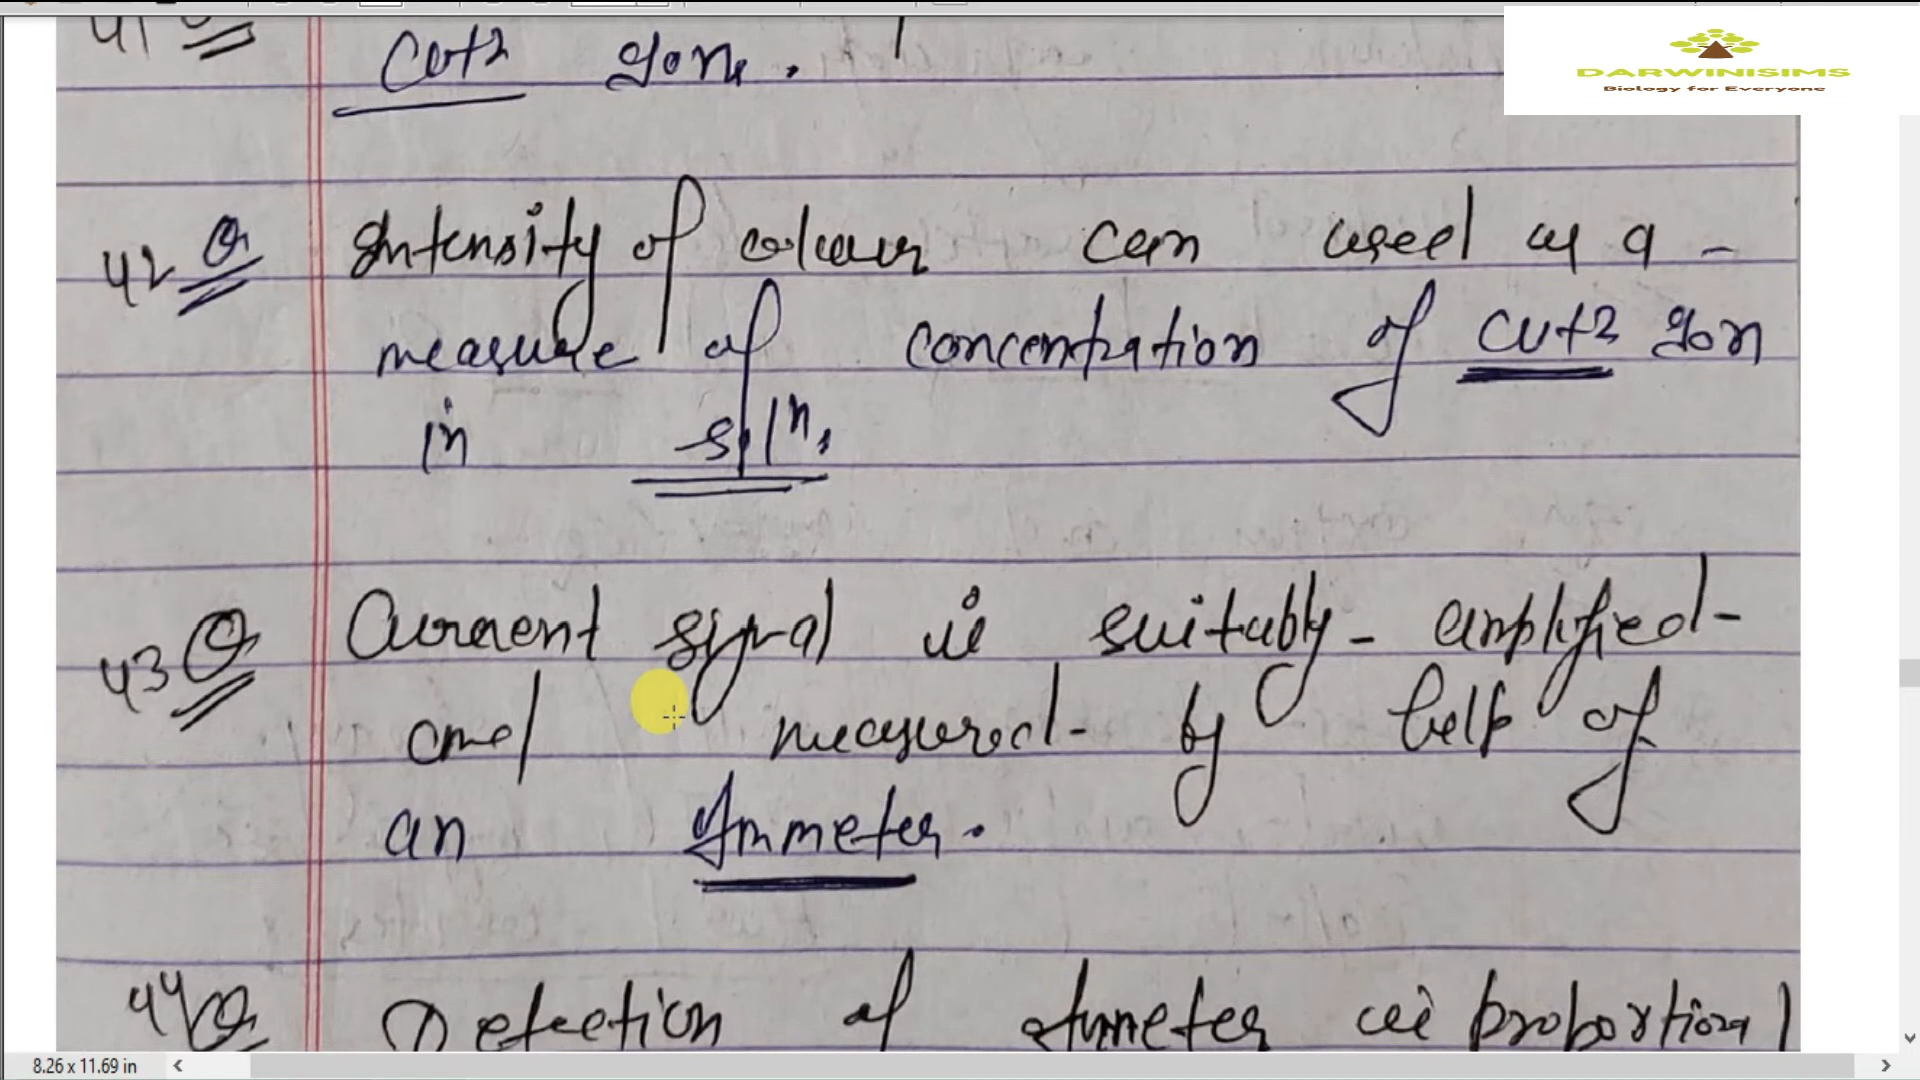 41
Cu+2 Ion.
DARWINISIMS
Biology for Everyone
42 Q Intensity of colour can used as a -
measure of concentration of Cu+2 Ion
in soln.
43 Q Current signal is suitably - amplified -
and measured - by help of
an Ammeter.
44 Q Detection of Ammeter is proportional
8.26 x 11.69 in